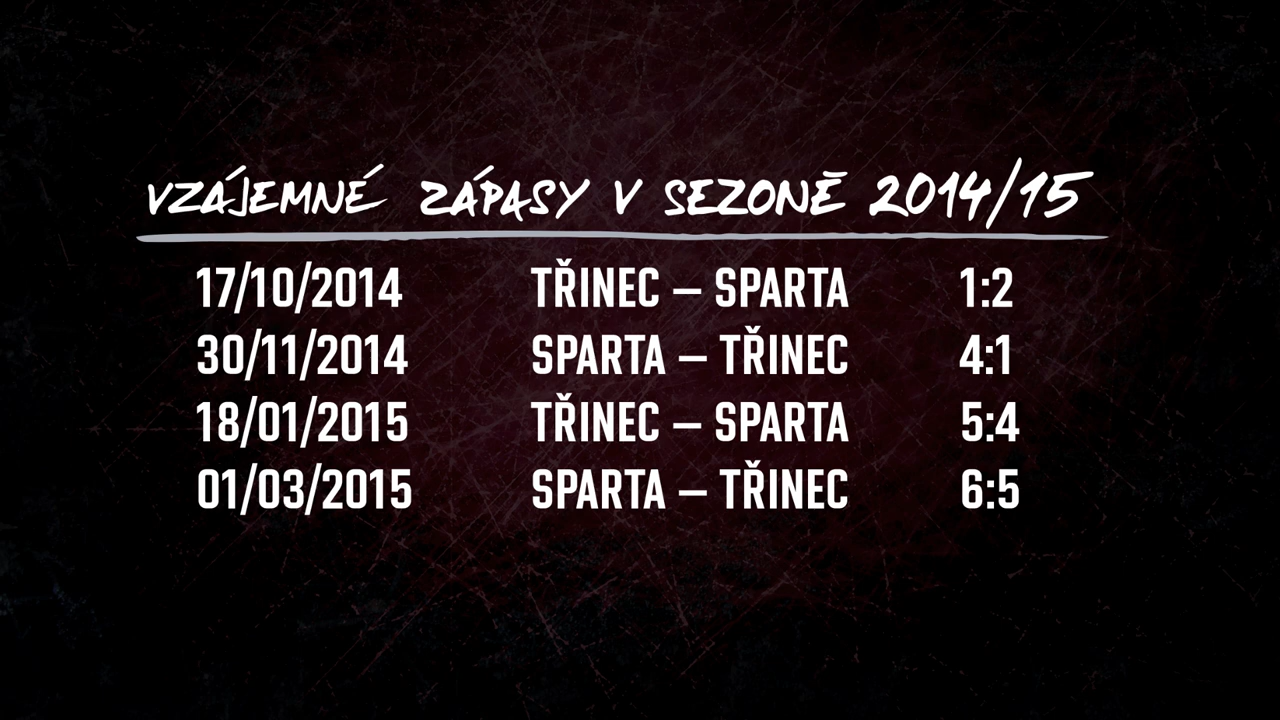 VZÁJEMNÉ ZÁPASY V SEZONĚ 2014/15
17/10/2014 TŘINEC – SPARTA 1:2
30/11/2014 SPARTA – TŘINEC 4:1
18/01/2015 TŘINEC – SPARTA 5:4
01/03/2015 SPARTA – TŘINEC 6:5